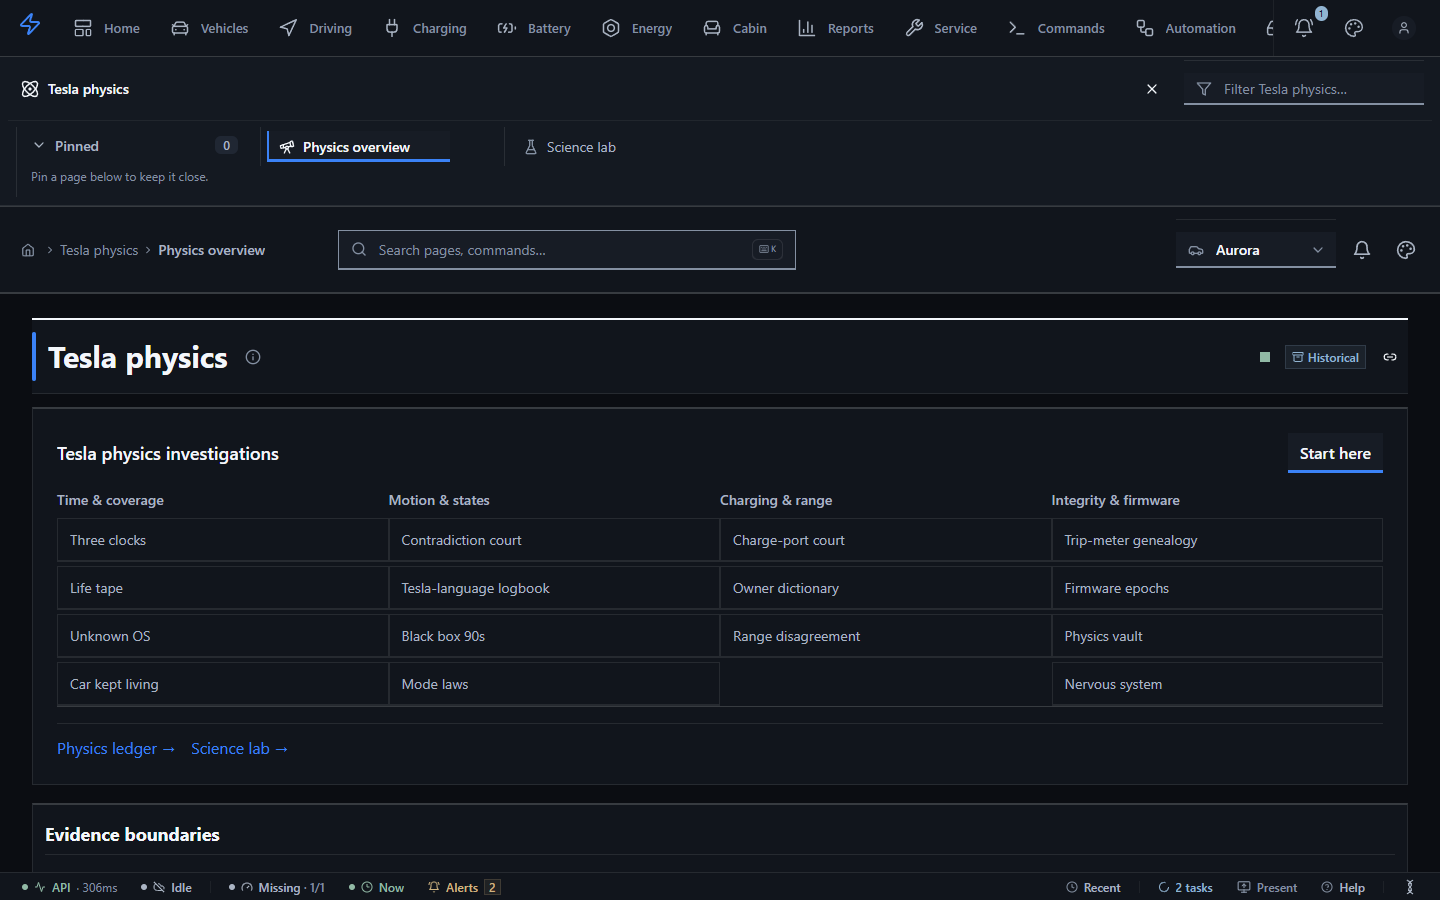 Home Vehicles Driving Charging Battery Energy Cabin Reports Service Commands Automation 1
Tesla physics
Filter Tesla physics...
Pinned 0
Physics overview
Science lab
Pin a page below to keep it close.
Tesla physics › Physics overview
Search pages, commands... K
Aurora
Tesla physics
Historical
Tesla physics investigations
Start here
Time & coverage Motion & states Charging & range Integrity & firmware
Three clocks Contradiction court Charge-port court Trip-meter genealogy
Life tape Tesla-language logbook Owner dictionary Firmware epochs
Unknown OS Black box 90s Range disagreement Physics vault
Car kept living Mode laws Nervous system
Physics ledger → Science lab →
Evidence boundaries
API · 306ms Idle Missing · 1/1 Now Alerts 2 Recent 2 tasks Present Help